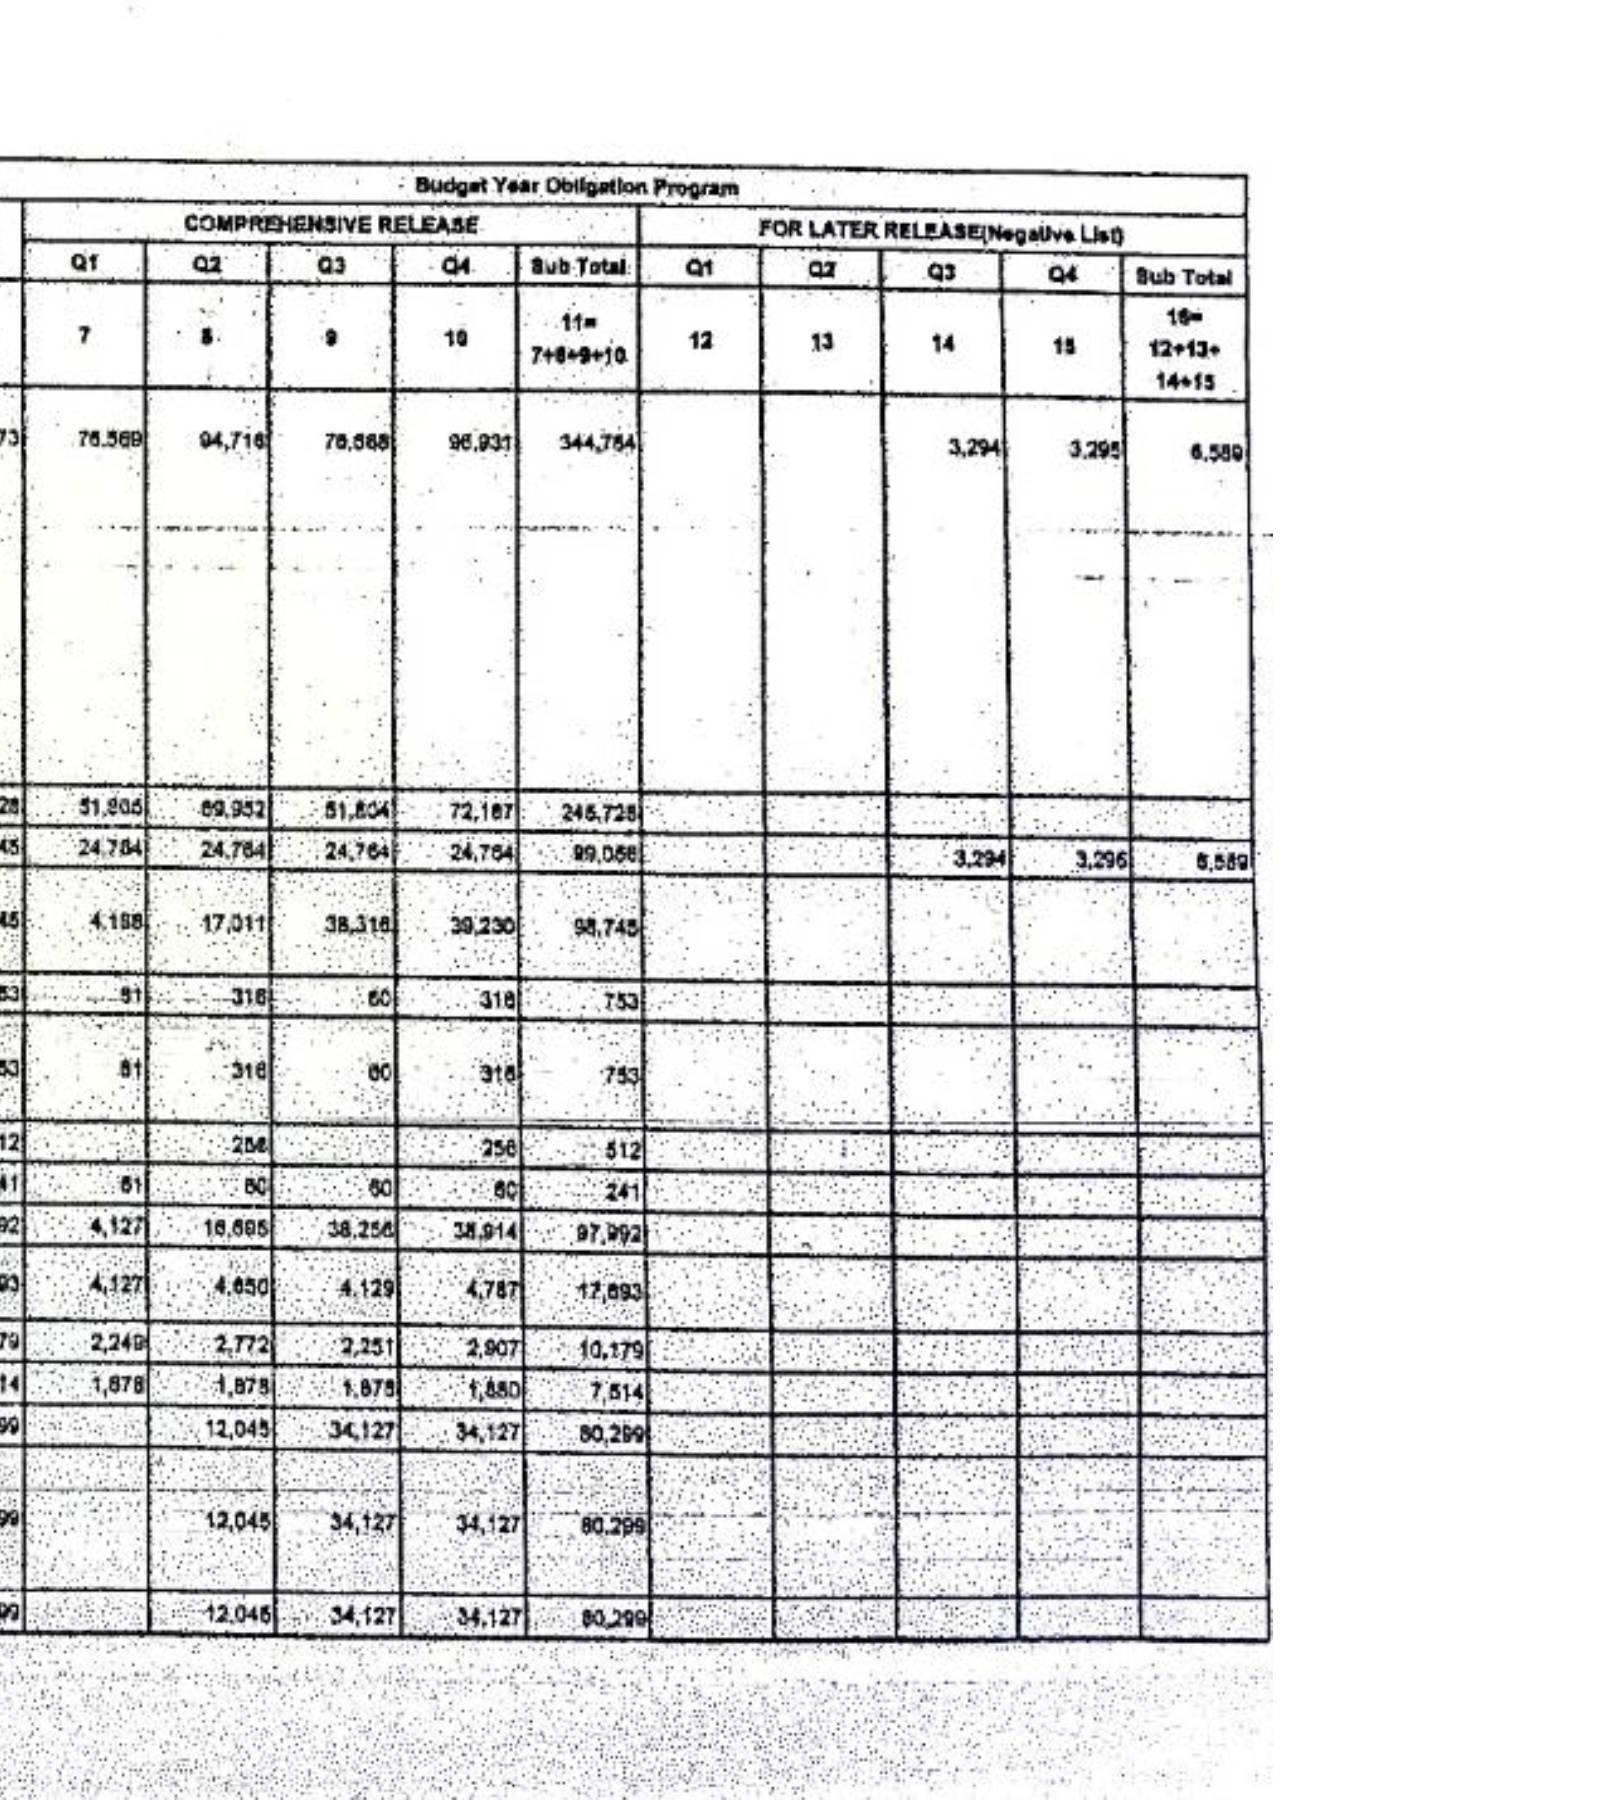 Budget Year Obligation Program
COMPREHENSIVE RELEASE FOR LATER RELEASE(Negative List)
Q1 Q2 Q3 Q4 Sub Total Q1 Q2 Q3 Q4 Sub Total
7 8 9 10 11= 12 13 14 15 16=
7+8+9+10 12+13+
14+15
73 76,569 94,716 76,568 96,931 344,784 3,294 3,295 6,589
28 51,805 69,952 51,804 72,167 245,728
45 24,764 24,764 24,764 24,764 99,056 3,294 3,295 6,589
45 4,188 17,011 38,316 39,230 98,745
53 61 316 60 316 753
53 61 316 60 316 753
12 256 256 512
41 61 60 60 60 241
92 4,127 16,695 38,256 38,914 97,992
93 4,127 4,650 4,129 4,787 17,693
79 2,249 2,772 2,251 2,907 10,179
14 1,878 1,878 1,878 1,880 7,514
99 12,045 34,127 34,127 80,299
99 12,045 34,127 34,127 80,299
99 12,045 34,127 34,127 80,299